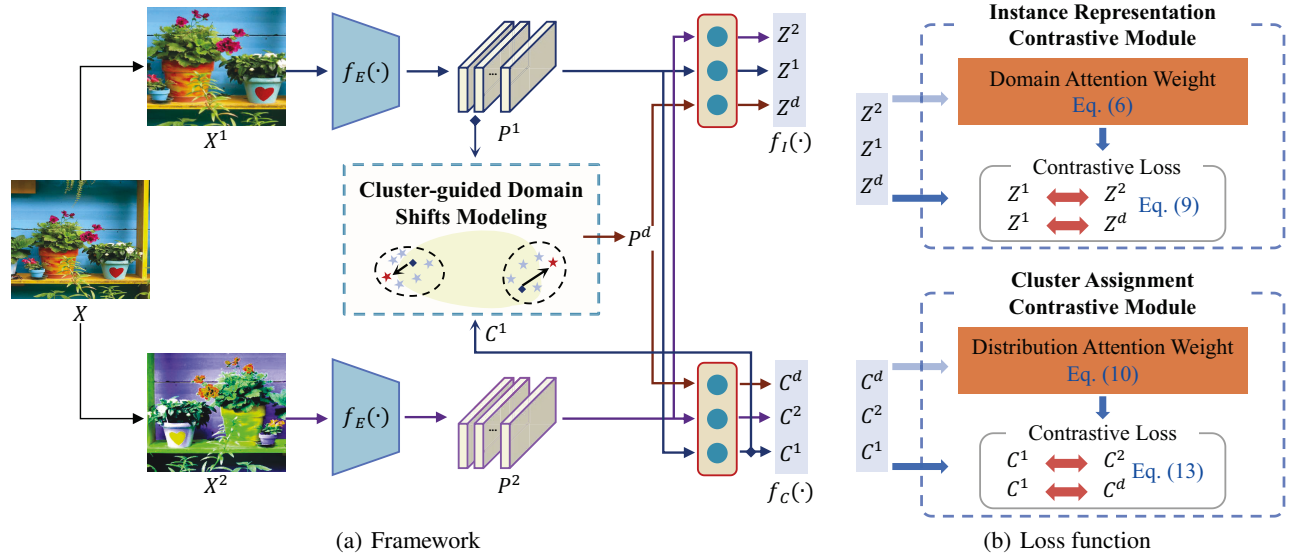 X
X^1
f_E(·)
P^1
...
Z^2
Z^1
Z^d
f_I(·)
Cluster-guided Domain
Shifts Modeling
P^d
C^1
X^2
f_E(·)
P^2
...
C^d
C^2
C^1
f_C(·)
(a) Framework
Instance Representation
Contrastive Module
Z^2
Z^1
Z^d
Domain Attention Weight
Eq. (6)
Contrastive Loss
Z^1 Z^2
Eq. (9)
Z^1 Z^d
Cluster Assignment
Contrastive Module
C^d
C^2
C^1
Distribution Attention Weight
Eq. (10)
Contrastive Loss
C^1 C^2
Eq. (13)
C^1 C^d
(b) Loss function